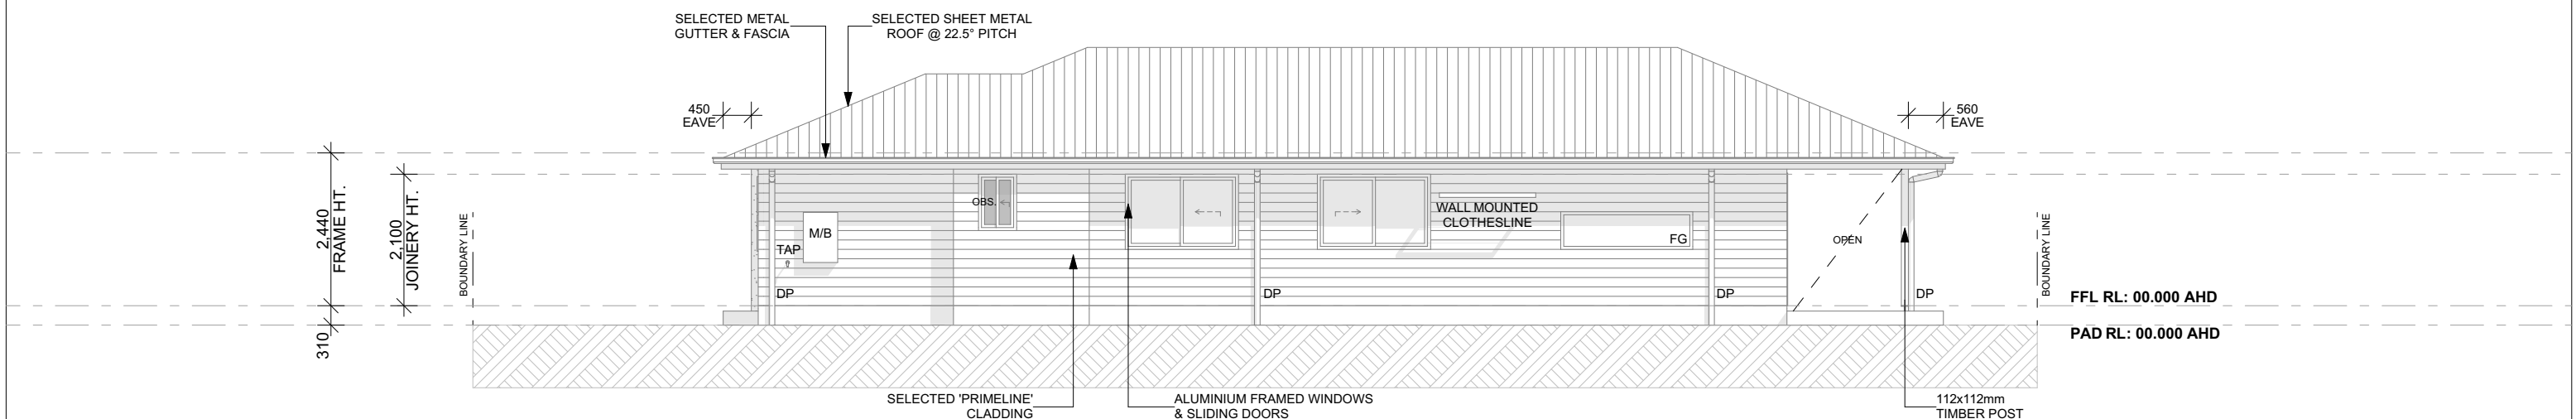 SELECTED METAL
GUTTER & FASCIA
SELECTED SHEET METAL
ROOF @ 22.5° PITCH
450
EAVE
560
EAVE
2,440
FRAME HT.
2,100
JOINERY HT.
310
BOUNDARY LINE
OBS.
M/B
TAP
DP
DP
WALL MOUNTED
CLOTHESLINE
FG
DP
OPEN
DP
BOUNDARY LINE
FFL RL: 00.000 AHD
PAD RL: 00.000 AHD
SELECTED 'PRIMELINE'
CLADDING
ALUMINIUM FRAMED WINDOWS
& SLIDING DOORS
112x112mm
TIMBER POST